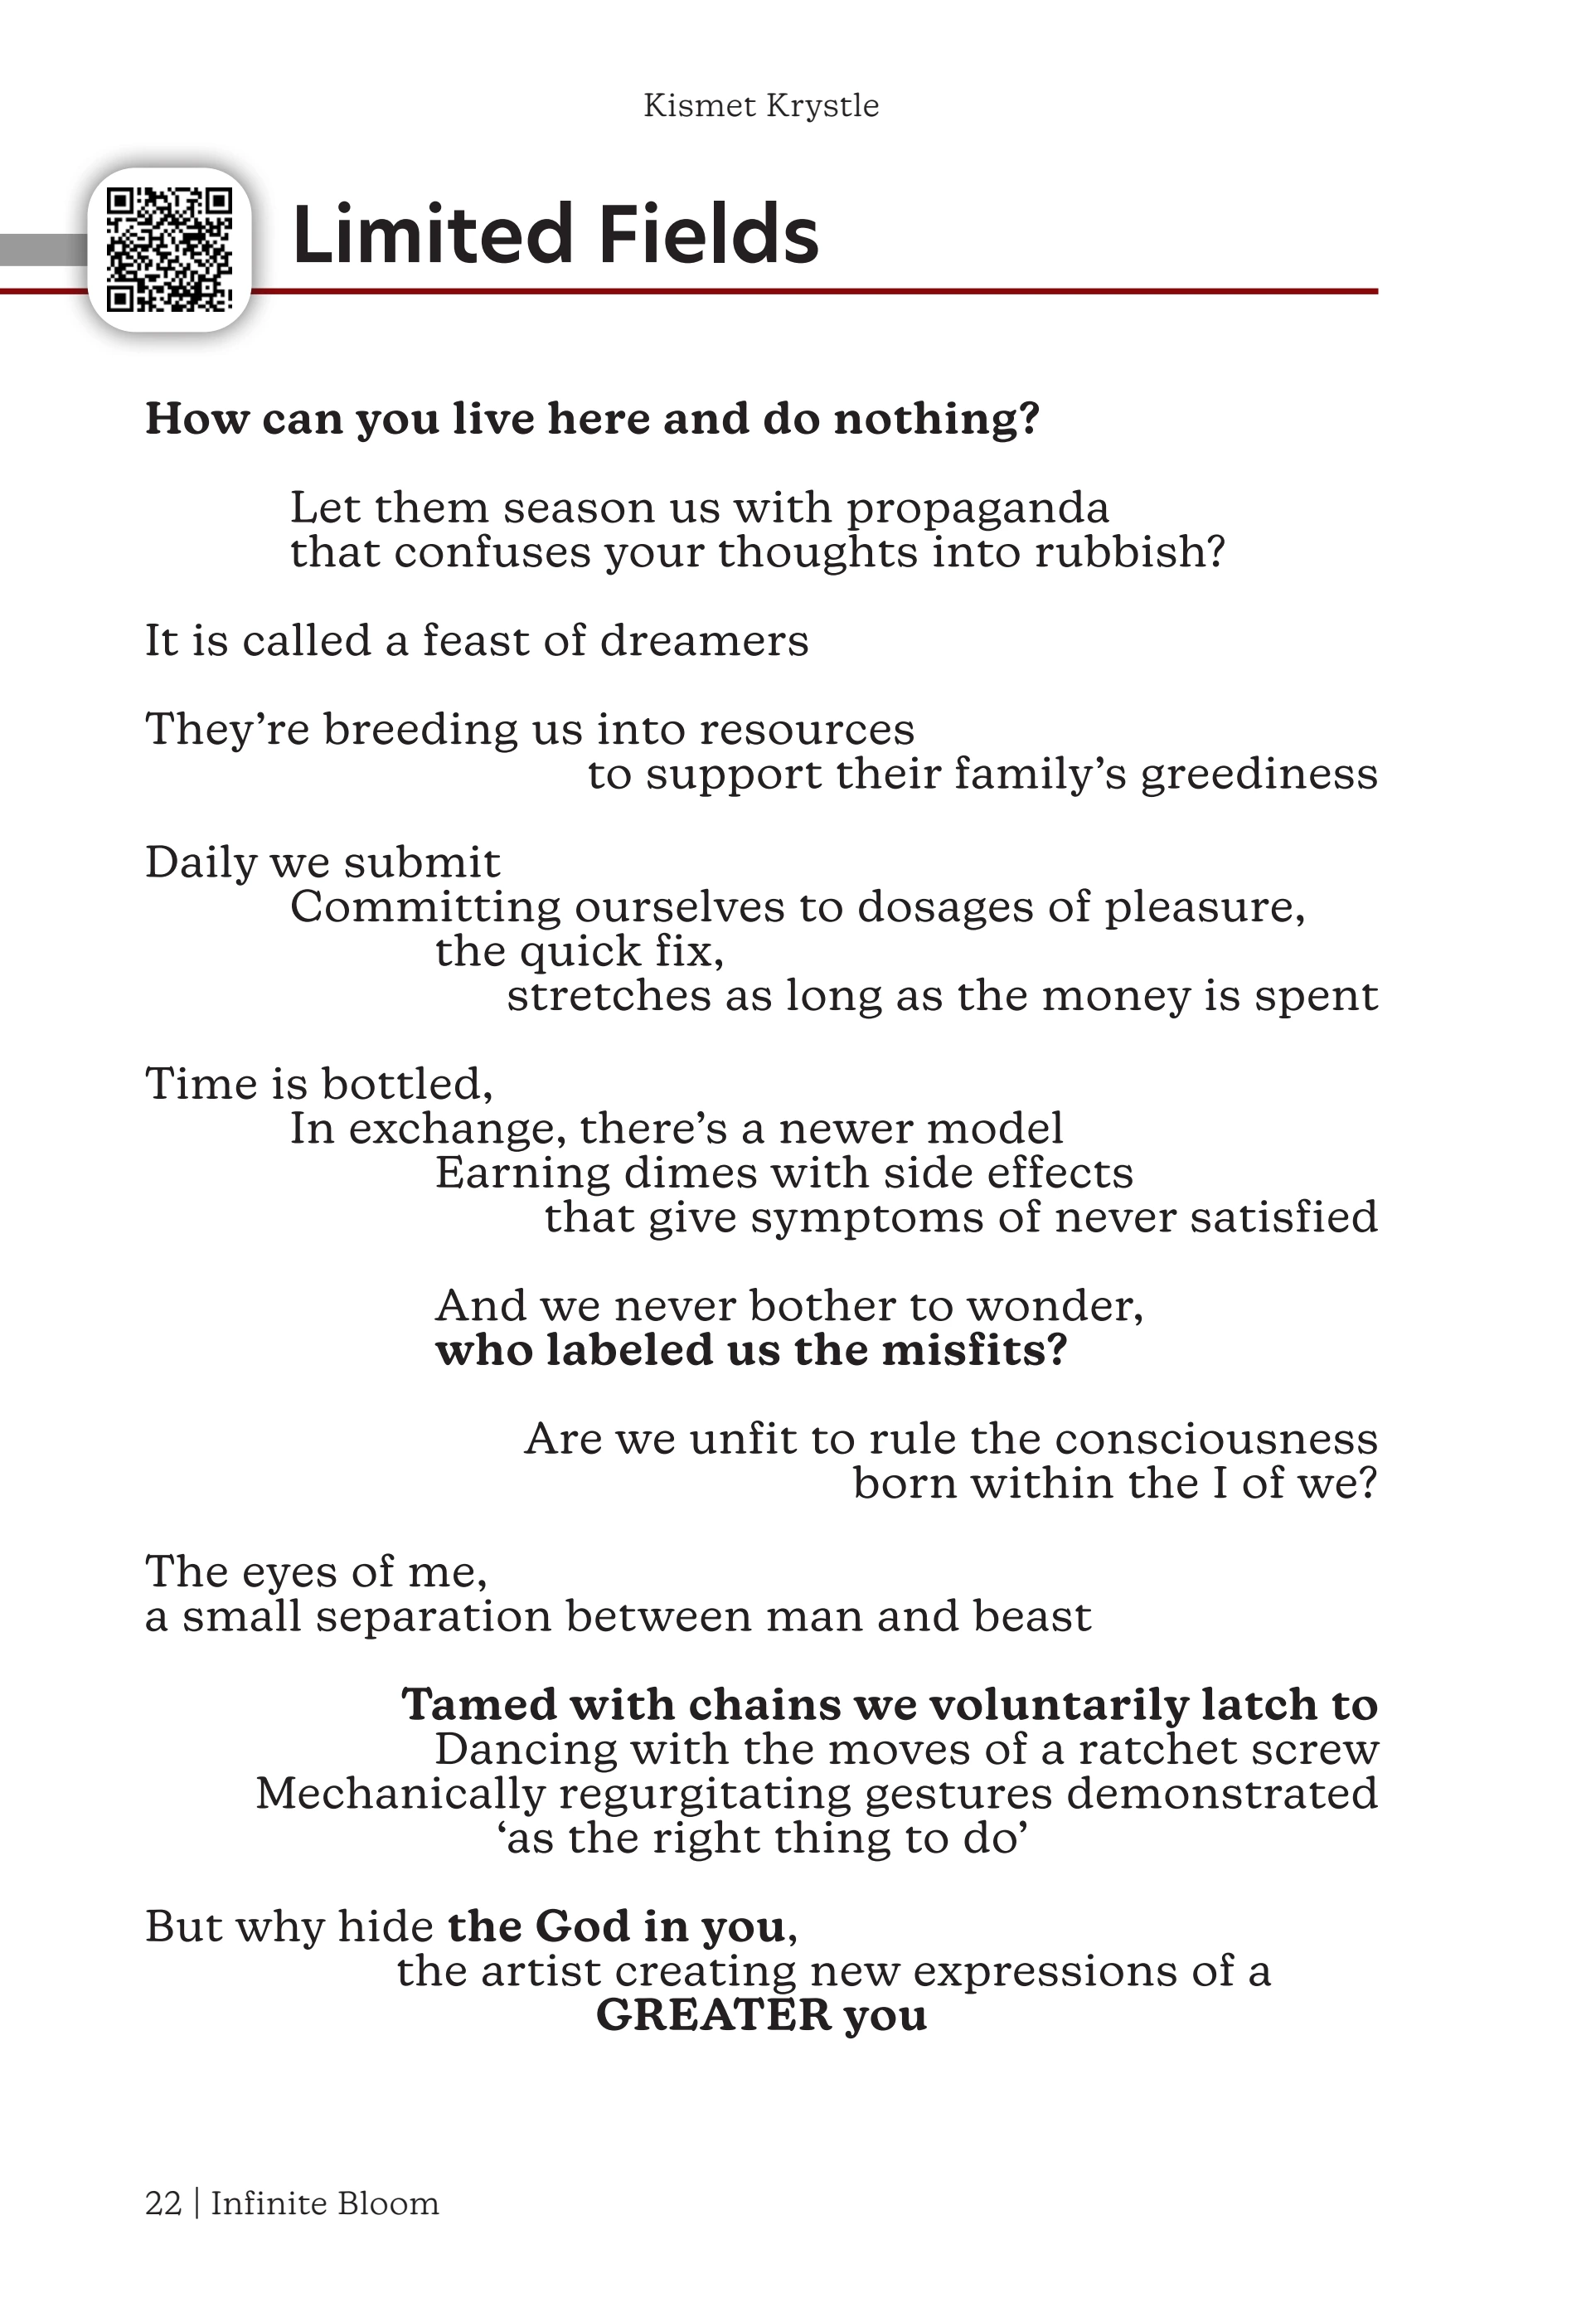 Kismet Krystle
Limited Fields
How can you live here and do nothing?
Let them season us with propaganda
that confuses your thoughts into rubbish?
It is called a feast of dreamers
They’re breeding us into resources
to support their family’s greediness
Daily we submit
Committing ourselves to dosages of pleasure,
the quick fix,
stretches as long as the money is spent
Time is bottled,
In exchange, there’s a newer model
Earning dimes with side effects
that give symptoms of never satisfied
And we never bother to wonder,
who labeled us the misfits?
Are we unfit to rule the consciousness
born within the I of we?
The eyes of me,
a small separation between man and beast
Tamed with chains we voluntarily latch to
Dancing with the moves of a ratchet screw
Mechanically regurgitating gestures demonstrated
‘as the right thing to do’
But why hide the God in you,
the artist creating new expressions of a
GREATER you
22 | Infinite Bloom